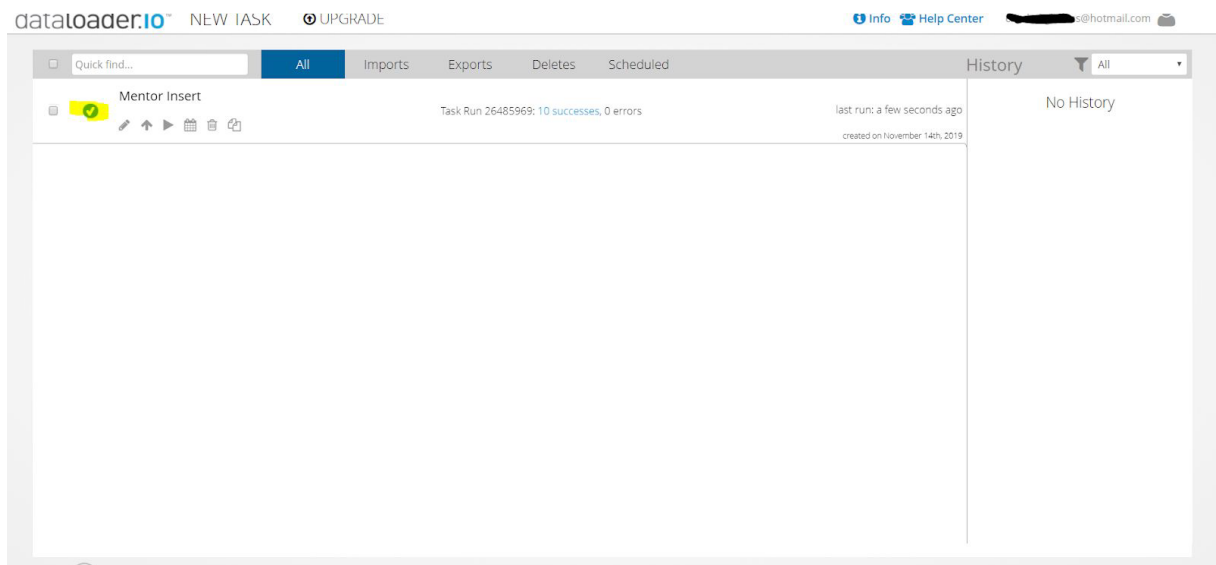 dataloader.IO™ NEW TASK UPGRADE Info Help Center s@hotmail.com
Quick find... All Imports Exports Deletes Scheduled History All
Mentor Insert
Task Run 26485969: 10 successes, 0 errors
last run: a few seconds ago
created on November 14th, 2019
No History